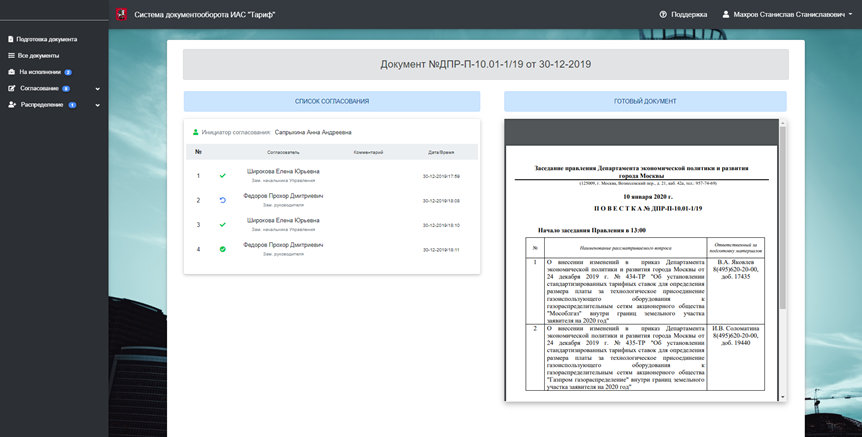 Система документооборота ИАС "Тариф"
Поддержка
Махров Станислав Станиславович
Подготовка документа
Все документы
На исполнении 2
Согласование
Распределение 1
Документ №ДПР-П-10.01-1/19 от 30-12-2019
СПИСОК СОГЛАСОВАНИЯ
Инициатор согласования Сапрыкина Анна Андреевна
№ Согласователь Комментарий Дата/Время
1 Широкова Елена Юрьевна 30-12-2019/17:59
Зам. начальника Управления
2 Федоров Прохор Дмитриевич 30-12-2019/18:08
Зам. руководителя
3 Широкова Елена Юрьевна 30-12-2019/18:10
Зам. начальника Управления
4 Федоров Прохор Дмитриевич 30-12-2019/18:11
Зам. руководителя
ГОТОВЫЙ ДОКУМЕНТ
Заседание правления Департамента экономической политики и развития
города Москвы
(125009, г. Москва, Вознесенский пер., д. 21, каб. 42а, тел.: 957-74-69)
10 января 2020 г.
П О В Е С Т К А № ДПР-П-10.01-1/19
Начало заседания Правления в 13:00
№ Наименование рассматриваемого вопроса Ответственный за
подготовку материалов
1 О внесении изменений в приказ Департамента
экономической политики и развития города Москвы от
24 декабря 2019 г. № 434-ТР "Об установлении
стандартизированных тарифных ставок для определения
размера платы за технологическое присоединение
газоиспользующего оборудования к
газораспределительным сетям акционерного общества
"Мособлгаз" внутри границ земельного участка
заявителя на 2020 год"
В.А. Яковлев
8(495)620-20-00,
доб. 17435
2 О внесении изменений в приказ Департамента
экономической политики и развития города Москвы от
24 декабря 2019 г. № 435-ТР "Об установлении
стандартизированных тарифных ставок для определения
размера платы за технологическое присоединение
газоиспользующего оборудования к
газораспределительным сетям акционерного общества
"Газпром газораспределение" внутри границ земельного
участка заявителя на 2020 год"
И.В. Соломатина
8(495)620-20-00,
доб. 19440